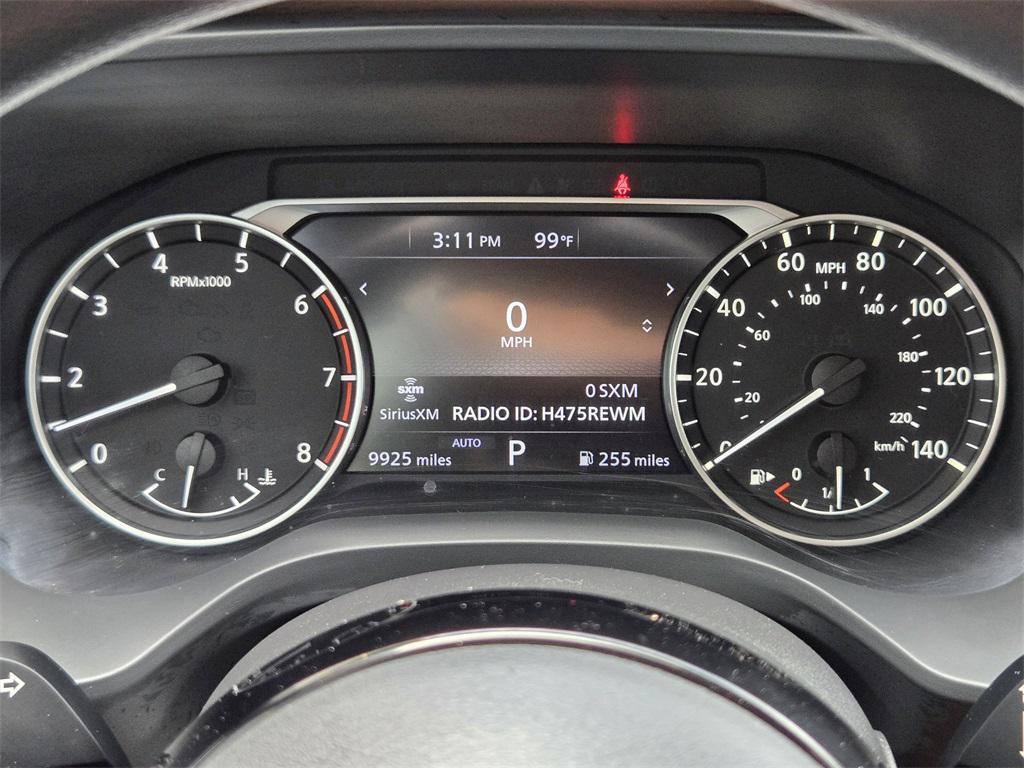 3:11 PM 99°F
0
MPH
sxm
SiriusXM
0 SXM
RADIO ID: H475REWM
AUTO
9925 miles
P
255 miles
RPMx1000
0
2
3
4
5
6
7
8
C H
MPH
0
20
40
60
80
100
120
140
20
60
100
140
180
220
km/h
0
1